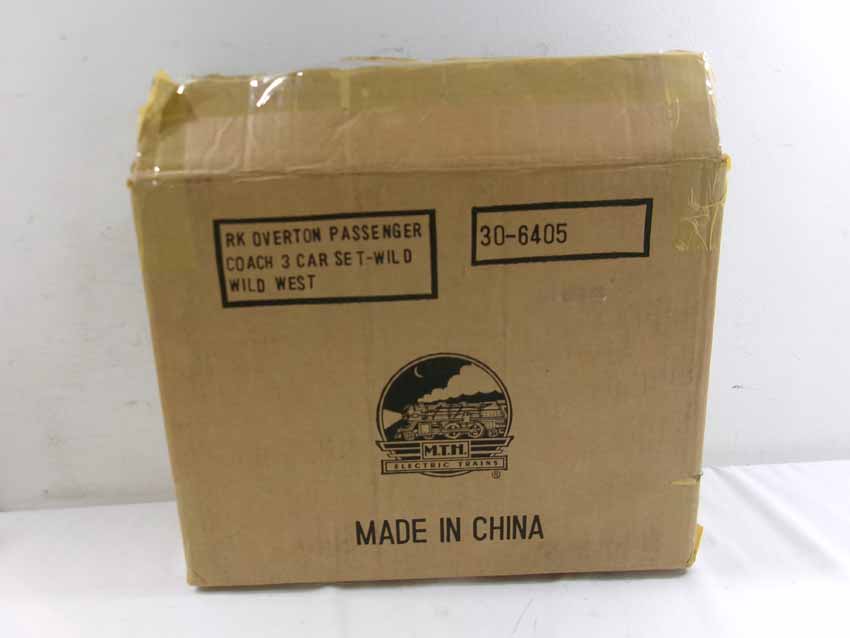 RK OVERTON PASSENGER
COACH 3 CAR SET-WILD
WILD WEST
30-6405
M.T.H.
ELECTRIC TRAINS
®
MADE IN CHINA